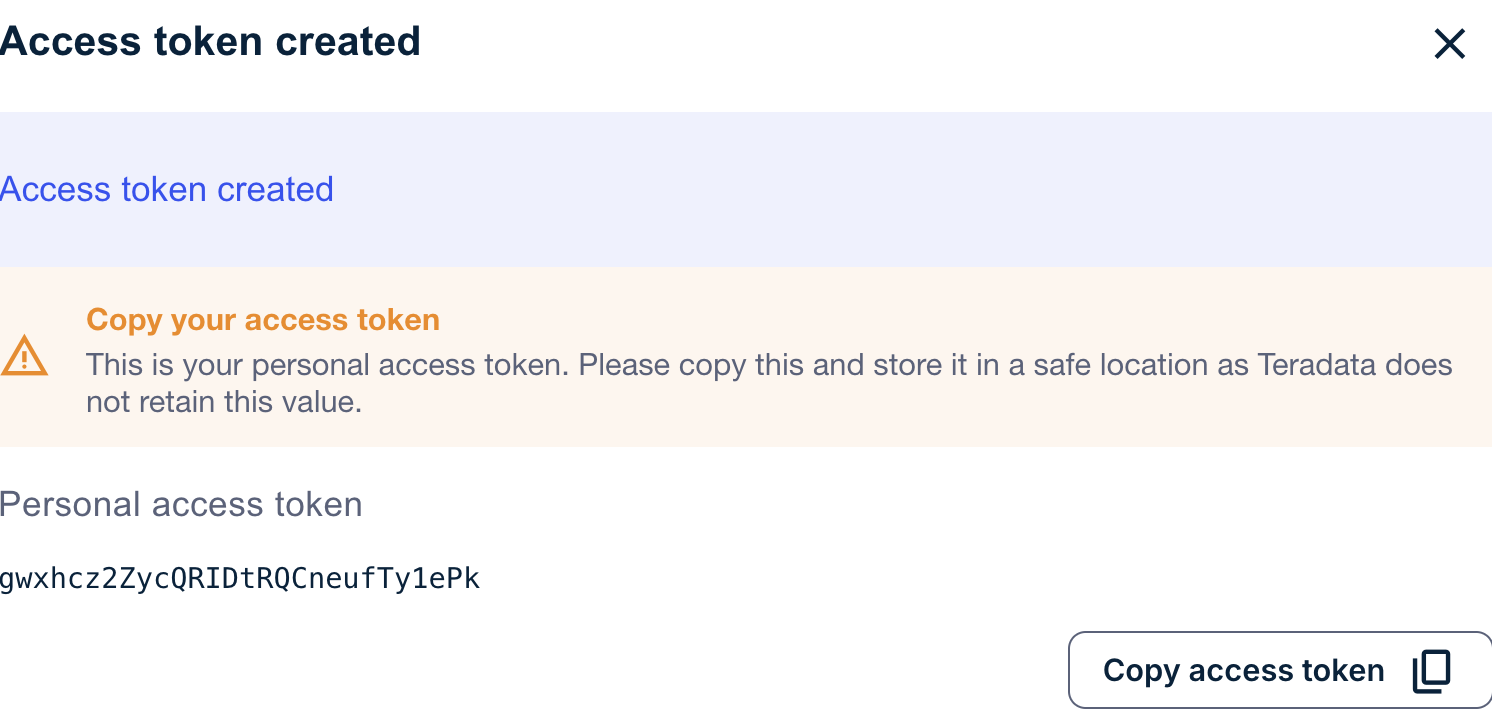 Access token created
Access token created
Copy your access token
This is your personal access token. Please copy this and store it in a safe location as Teradata does
not retain this value.
Personal access token
gwxhcz2ZycQRIDtRQCneufTy1ePk
Copy access token